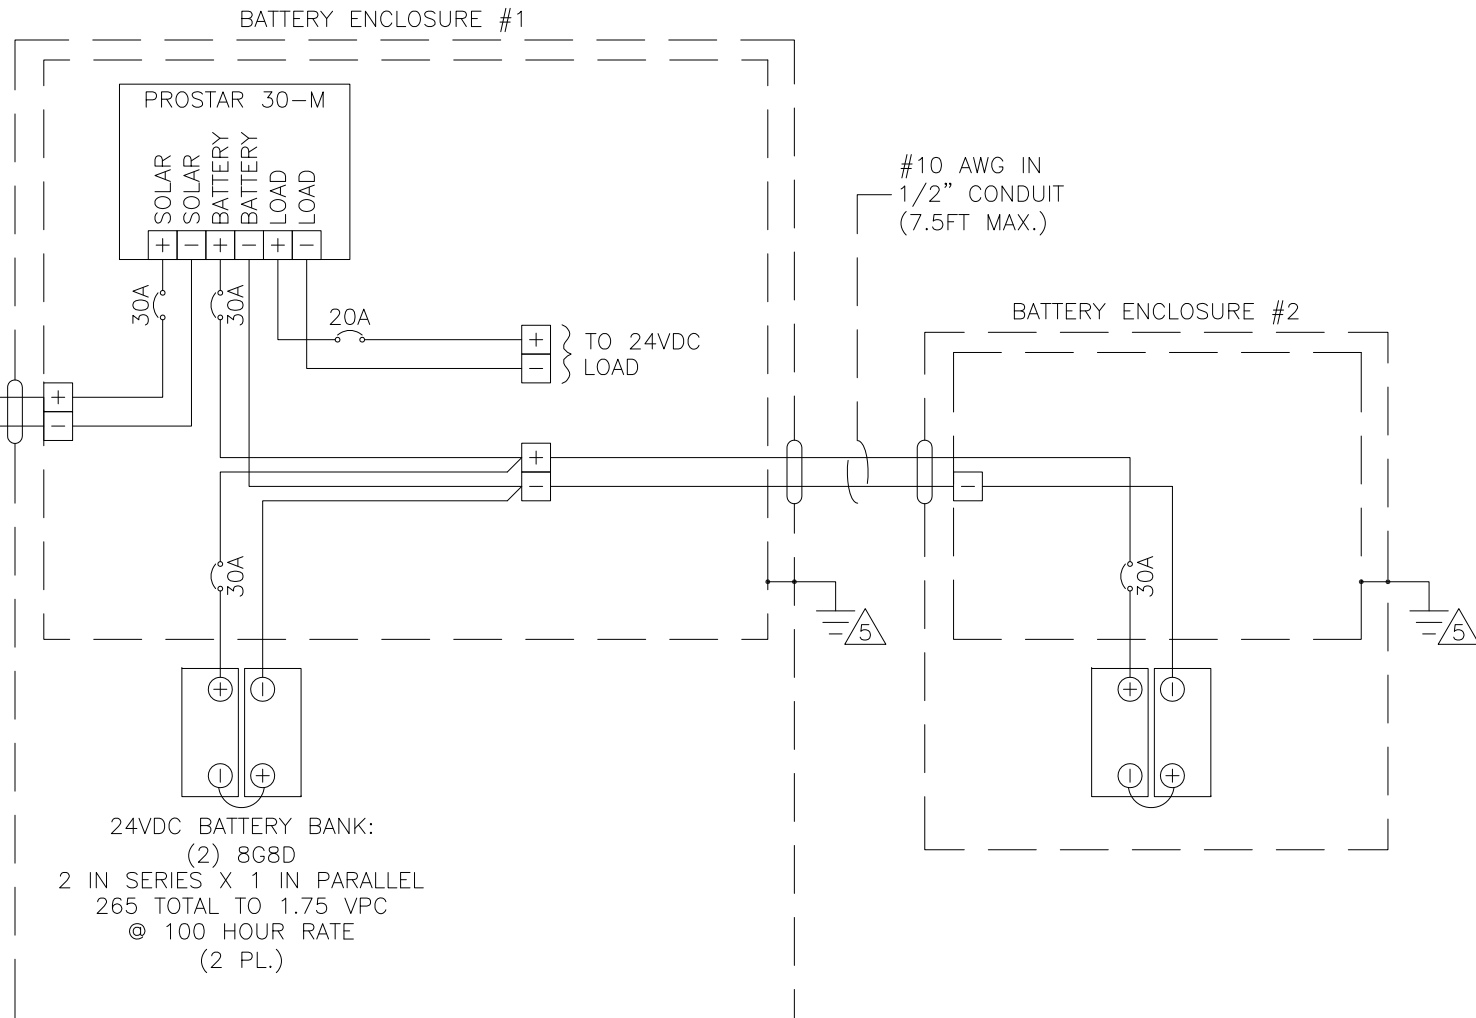 BATTERY ENCLOSURE #1
PROSTAR 30-M
SOLAR
SOLAR
BATTERY
BATTERY
LOAD
LOAD
+ - + - + -
30A
30A
20A
+
-
TO 24VDC
LOAD
+
-
+
-
30A
#10 AWG IN
1/2" CONDUIT
(7.5FT MAX.)
BATTERY ENCLOSURE #2
-
30A
5
5
+ -
- +
+ -
- +
24VDC BATTERY BANK:
(2) 8G8D
2 IN SERIES X 1 IN PARALLEL
265 TOTAL TO 1.75 VPC
@ 100 HOUR RATE
(2 PL.)